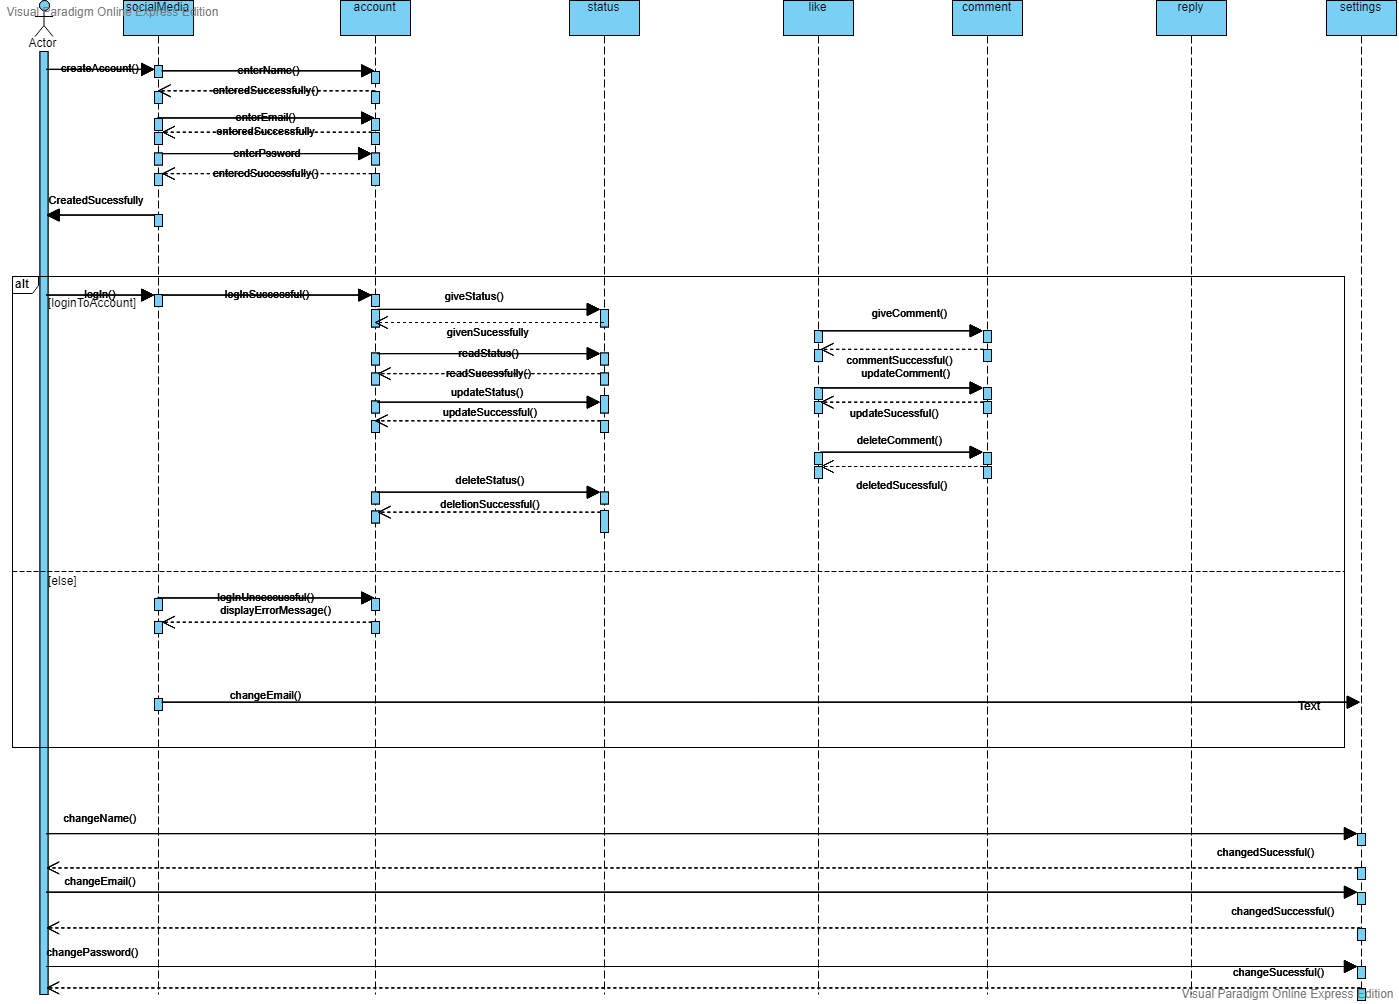 Visual Paradigm Online Express Edition
socialMedia
account
status
like
comment
reply
settings
Actor
createAccount()
enterName()
enteredSuccessfully()
enterEmail()
enteredSuccessfully
enterPssword
enteredSuccessfully()
CreatedSucessfully
alt
logIn()
logInSuccessful()
[loginToAccount]
giveStatus()
givenSucessfully
giveComment()
readStatus()
commentSuccessful()
readSucessfully()
updateComment()
updateStatus()
updateSuccessful()
updateSucessful()
deleteComment()
deleteStatus()
deletedSucessful()
deletionSuccessful()
[else]
logInUnseccussful()
displayErrorMessage()
changeEmail()
Text
changeName()
changedSucessful()
changeEmail()
changedSuccessful()
changePassword()
changeSucessful()
Visual Paradigm Online Express Edition